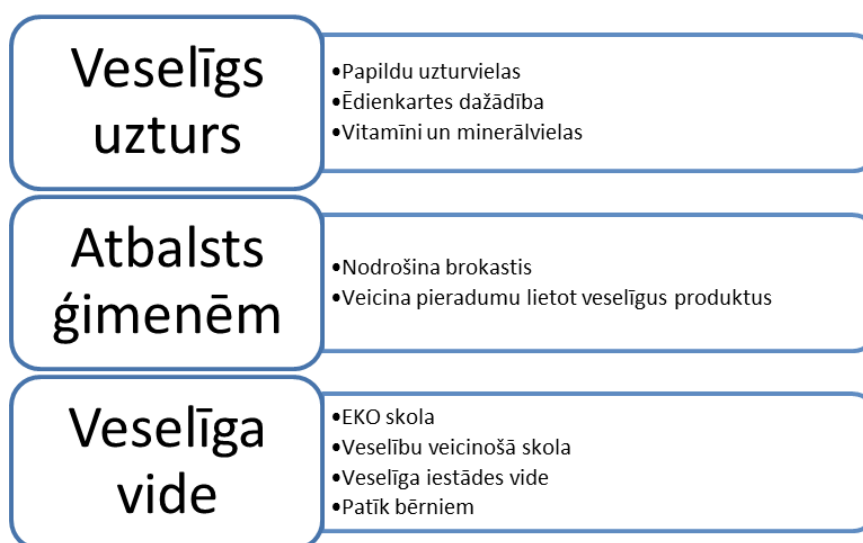 Veselīgs
uzturs
•Papildu uzturvielas
•Ēdienkartes dažādība
•Vitamīni un minerālvielas
Atbalsts
ģimenēm
•Nodrošina brokastis
•Veicina pieradumu lietot veselīgus produktus
Veselīga
vide
•EKO skola
•Veselību veicinošā skola
•Veselīga iestādes vide
•Patīk bērniem